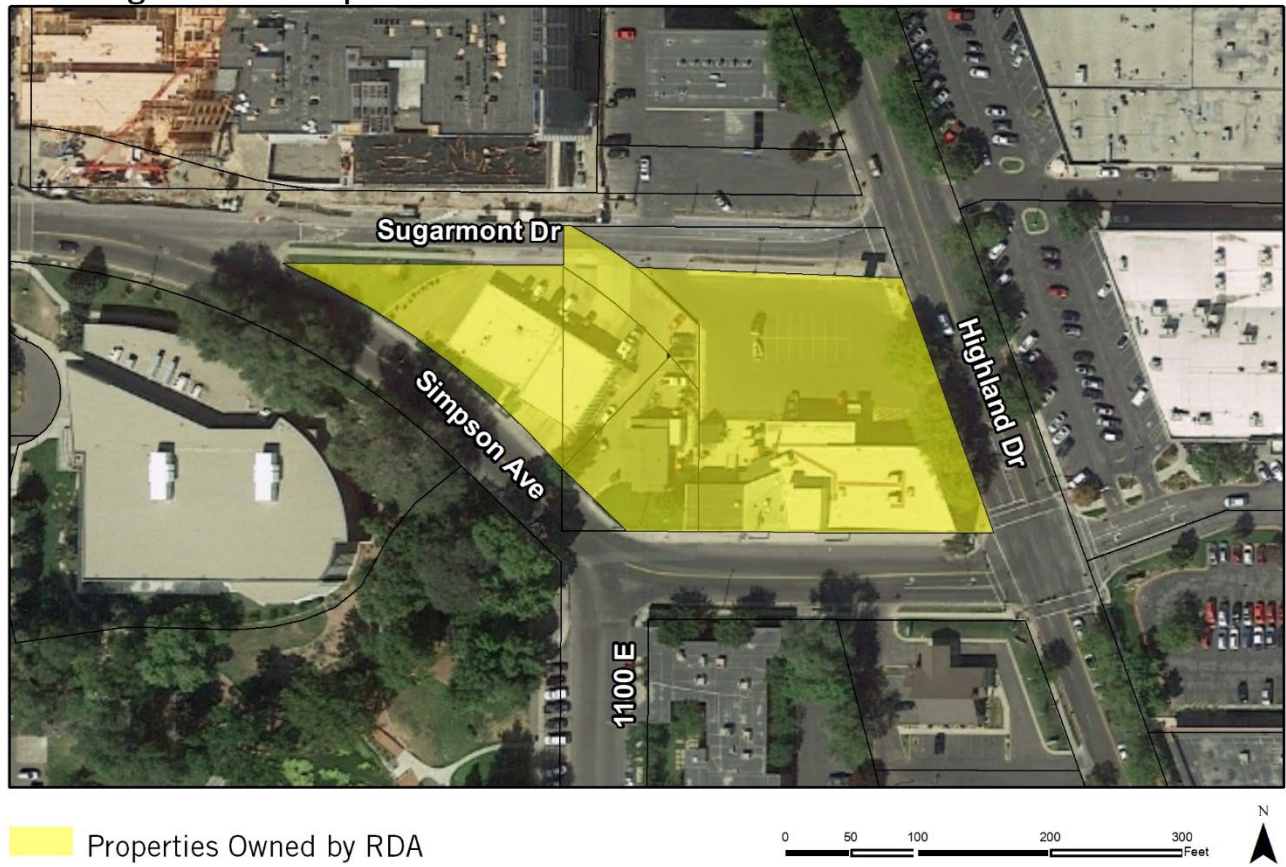 Sugarmont Dr
Simpson Ave
Highland Dr
1100 E
Properties Owned by RDA
0 50 100 200 300
Feet
N